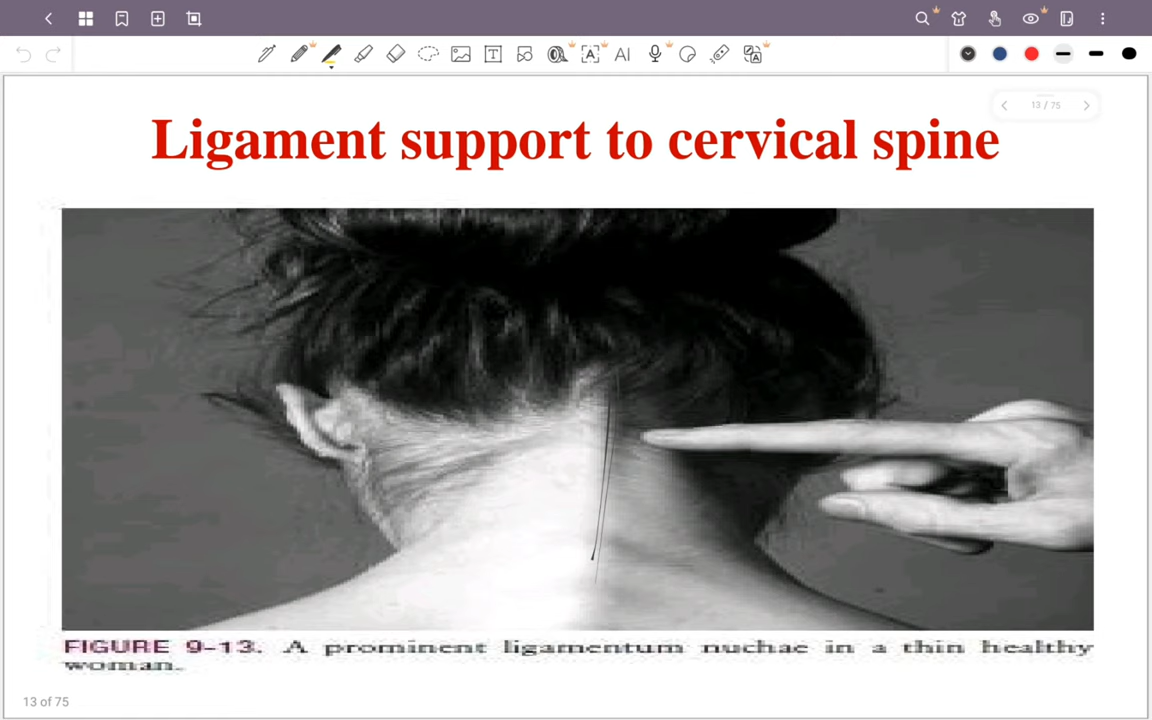 AI
A
A
13 / 75
Ligament support to cervical spine
FIGURE 9-13. A prominent ligamentum nuchae in a thin healthy
woman.
13 of 75